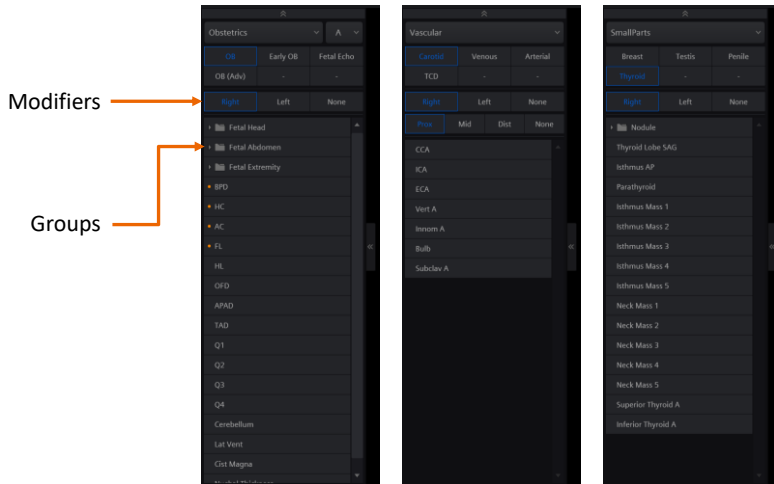 Modifiers
Groups
Obstetrics A
OB Early OB Fetal Echo
OB (Adv) - -
Right Left None
Fetal Head
Fetal Abdomen
Fetal Extremity
BPD
HC
AC
FL
HL
OFD
APAD
TAD
Q1
Q2
Q3
Q4
Cerebellum
Lat Vent
Cist Magna
Nuchal Thickness
Vascular
Carotid Venous Arterial
TCD - -
Right Left None
Prox Mid Dist None
CCA
ICA
ECA
Vert A
Innom A
Bulb
Subclav A
SmallParts
Breast Testis Penile
Thyroid - -
Right Left None
Nodule
Thyroid Lobe SAG
Isthmus AP
Parathyroid
Isthmus Mass 1
Isthmus Mass 2
Isthmus Mass 3
Isthmus Mass 4
Isthmus Mass 5
Neck Mass 1
Neck Mass 2
Neck Mass 3
Neck Mass 4
Neck Mass 5
Superior Thyroid A
Inferior Thyroid A